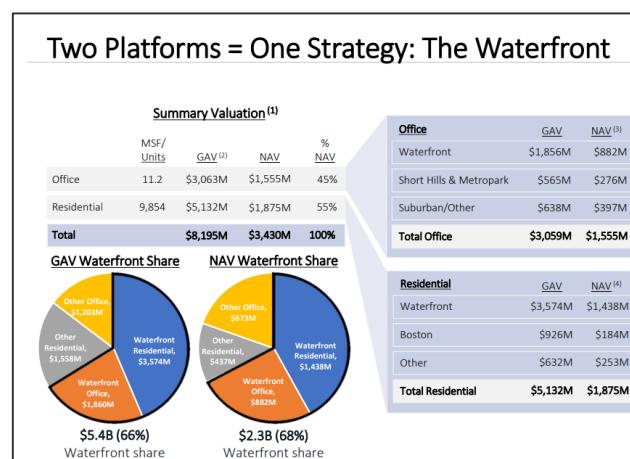 Two Platforms = One Strategy: The Waterfront
Summary Valuation (1)
MSF/ Units GAV (2) NAV % NAV
Office 11.2 $3,063M $1,555M 45%
Residential 9,854 $5,132M $1,875M 55%
Total $8,195M $3,430M 100%
GAV Waterfront Share
Other Office, $1,203M
Other Residential, $1,558M
Waterfront Residential, $3,574M
Waterfront Office, $1,860M
$5.4B (66%)
Waterfront share
NAV Waterfront Share
Other Office, $673M
Other Residential, $437M
Waterfront Residential, $1,438M
Waterfront Office, $882M
$2.3B (68%)
Waterfront share
Office GAV NAV (3)
Waterfront $1,856M $882M
Short Hills & Metropark $565M $276M
Suburban/Other $638M $397M
Total Office $3,059M $1,555M
Residential GAV NAV (4)
Waterfront $3,574M $1,438M
Boston $926M $184M
Other $632M $253M
Total Residential $5,132M $1,875M